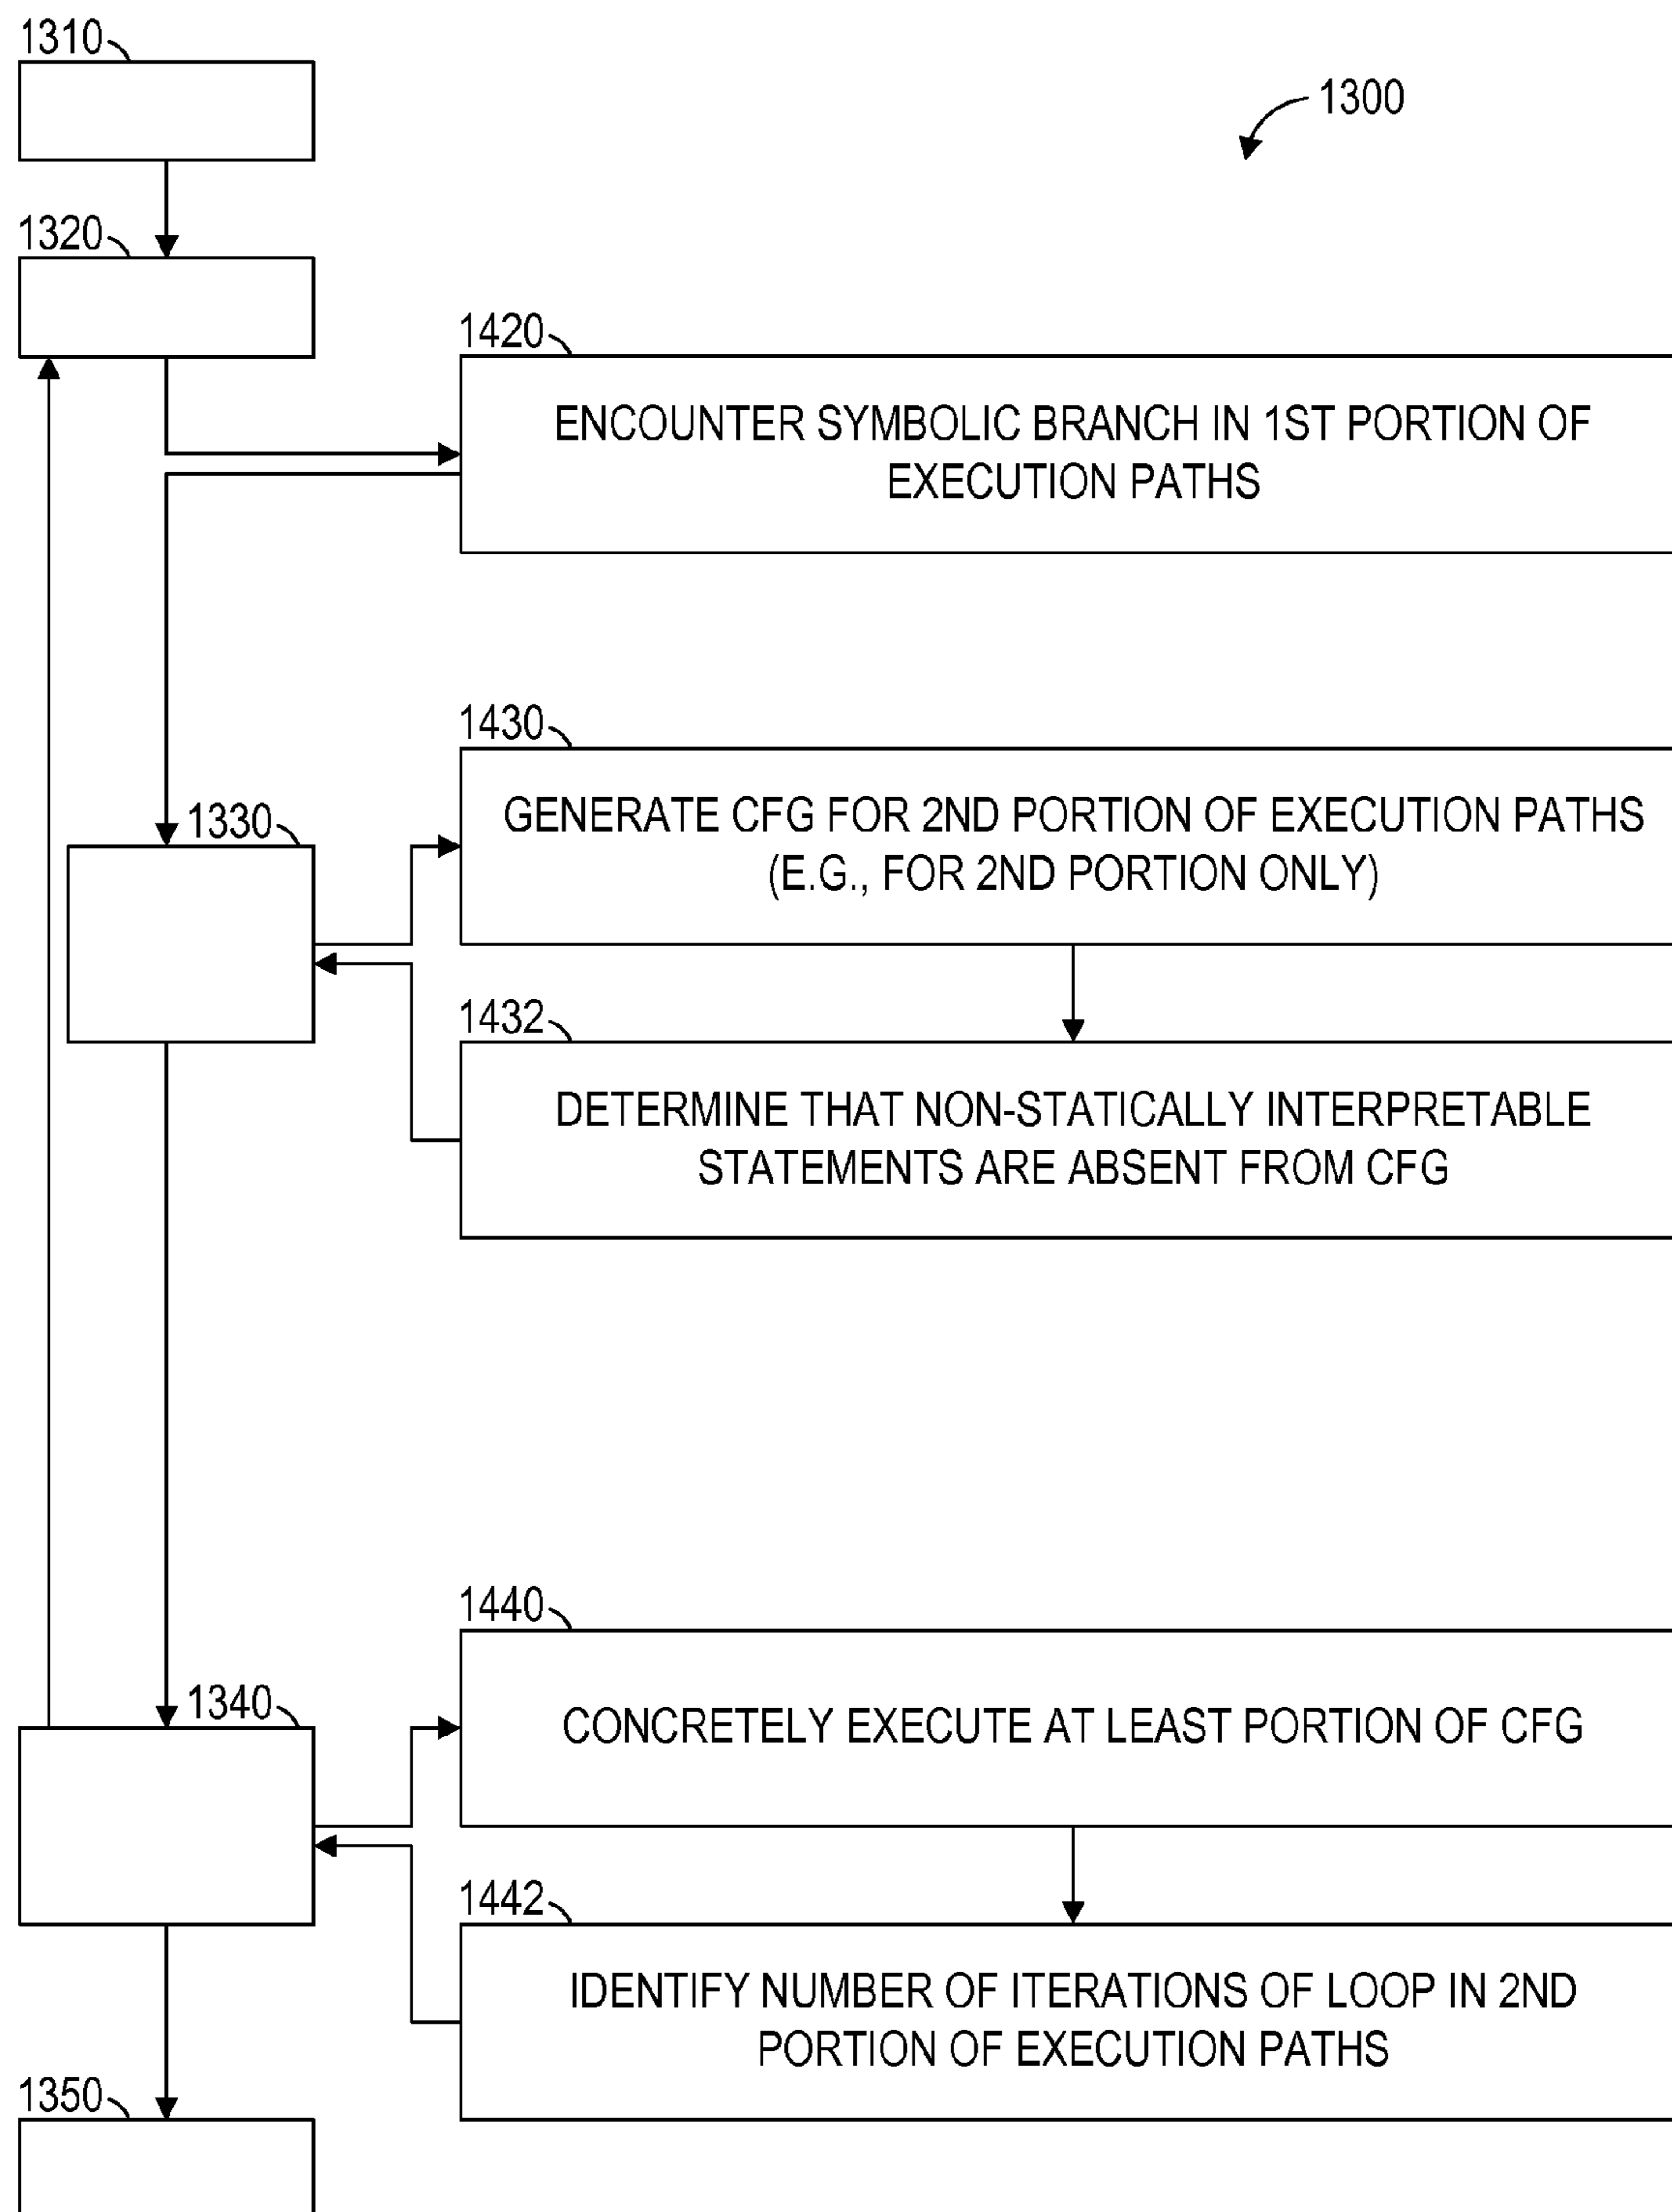 1310
1300
1320
1420
ENCOUNTER SYMBOLIC BRANCH IN 1ST PORTION OF
EXECUTION PATHS
1430
GENERATE CFG FOR 2ND PORTION OF EXECUTION PATHS
(E.G., FOR 2ND PORTION ONLY)
1330
1432
DETERMINE THAT NON-STATICALLY INTERPRETABLE
STATEMENTS ARE ABSENT FROM CFG
1440
CONCRETELY EXECUTE AT LEAST PORTION OF CFG
1340
1442
IDENTIFY NUMBER OF ITERATIONS OF LOOP IN 2ND
PORTION OF EXECUTION PATHS
1350